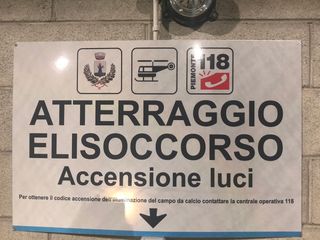 PIEMONTE
118
ATTERRAGGIO
ELISOCCORSO
Accensione luci
Per ottenere il codice accensione dell'illuminazione del campo da calcio contattare la centrale operativa 118